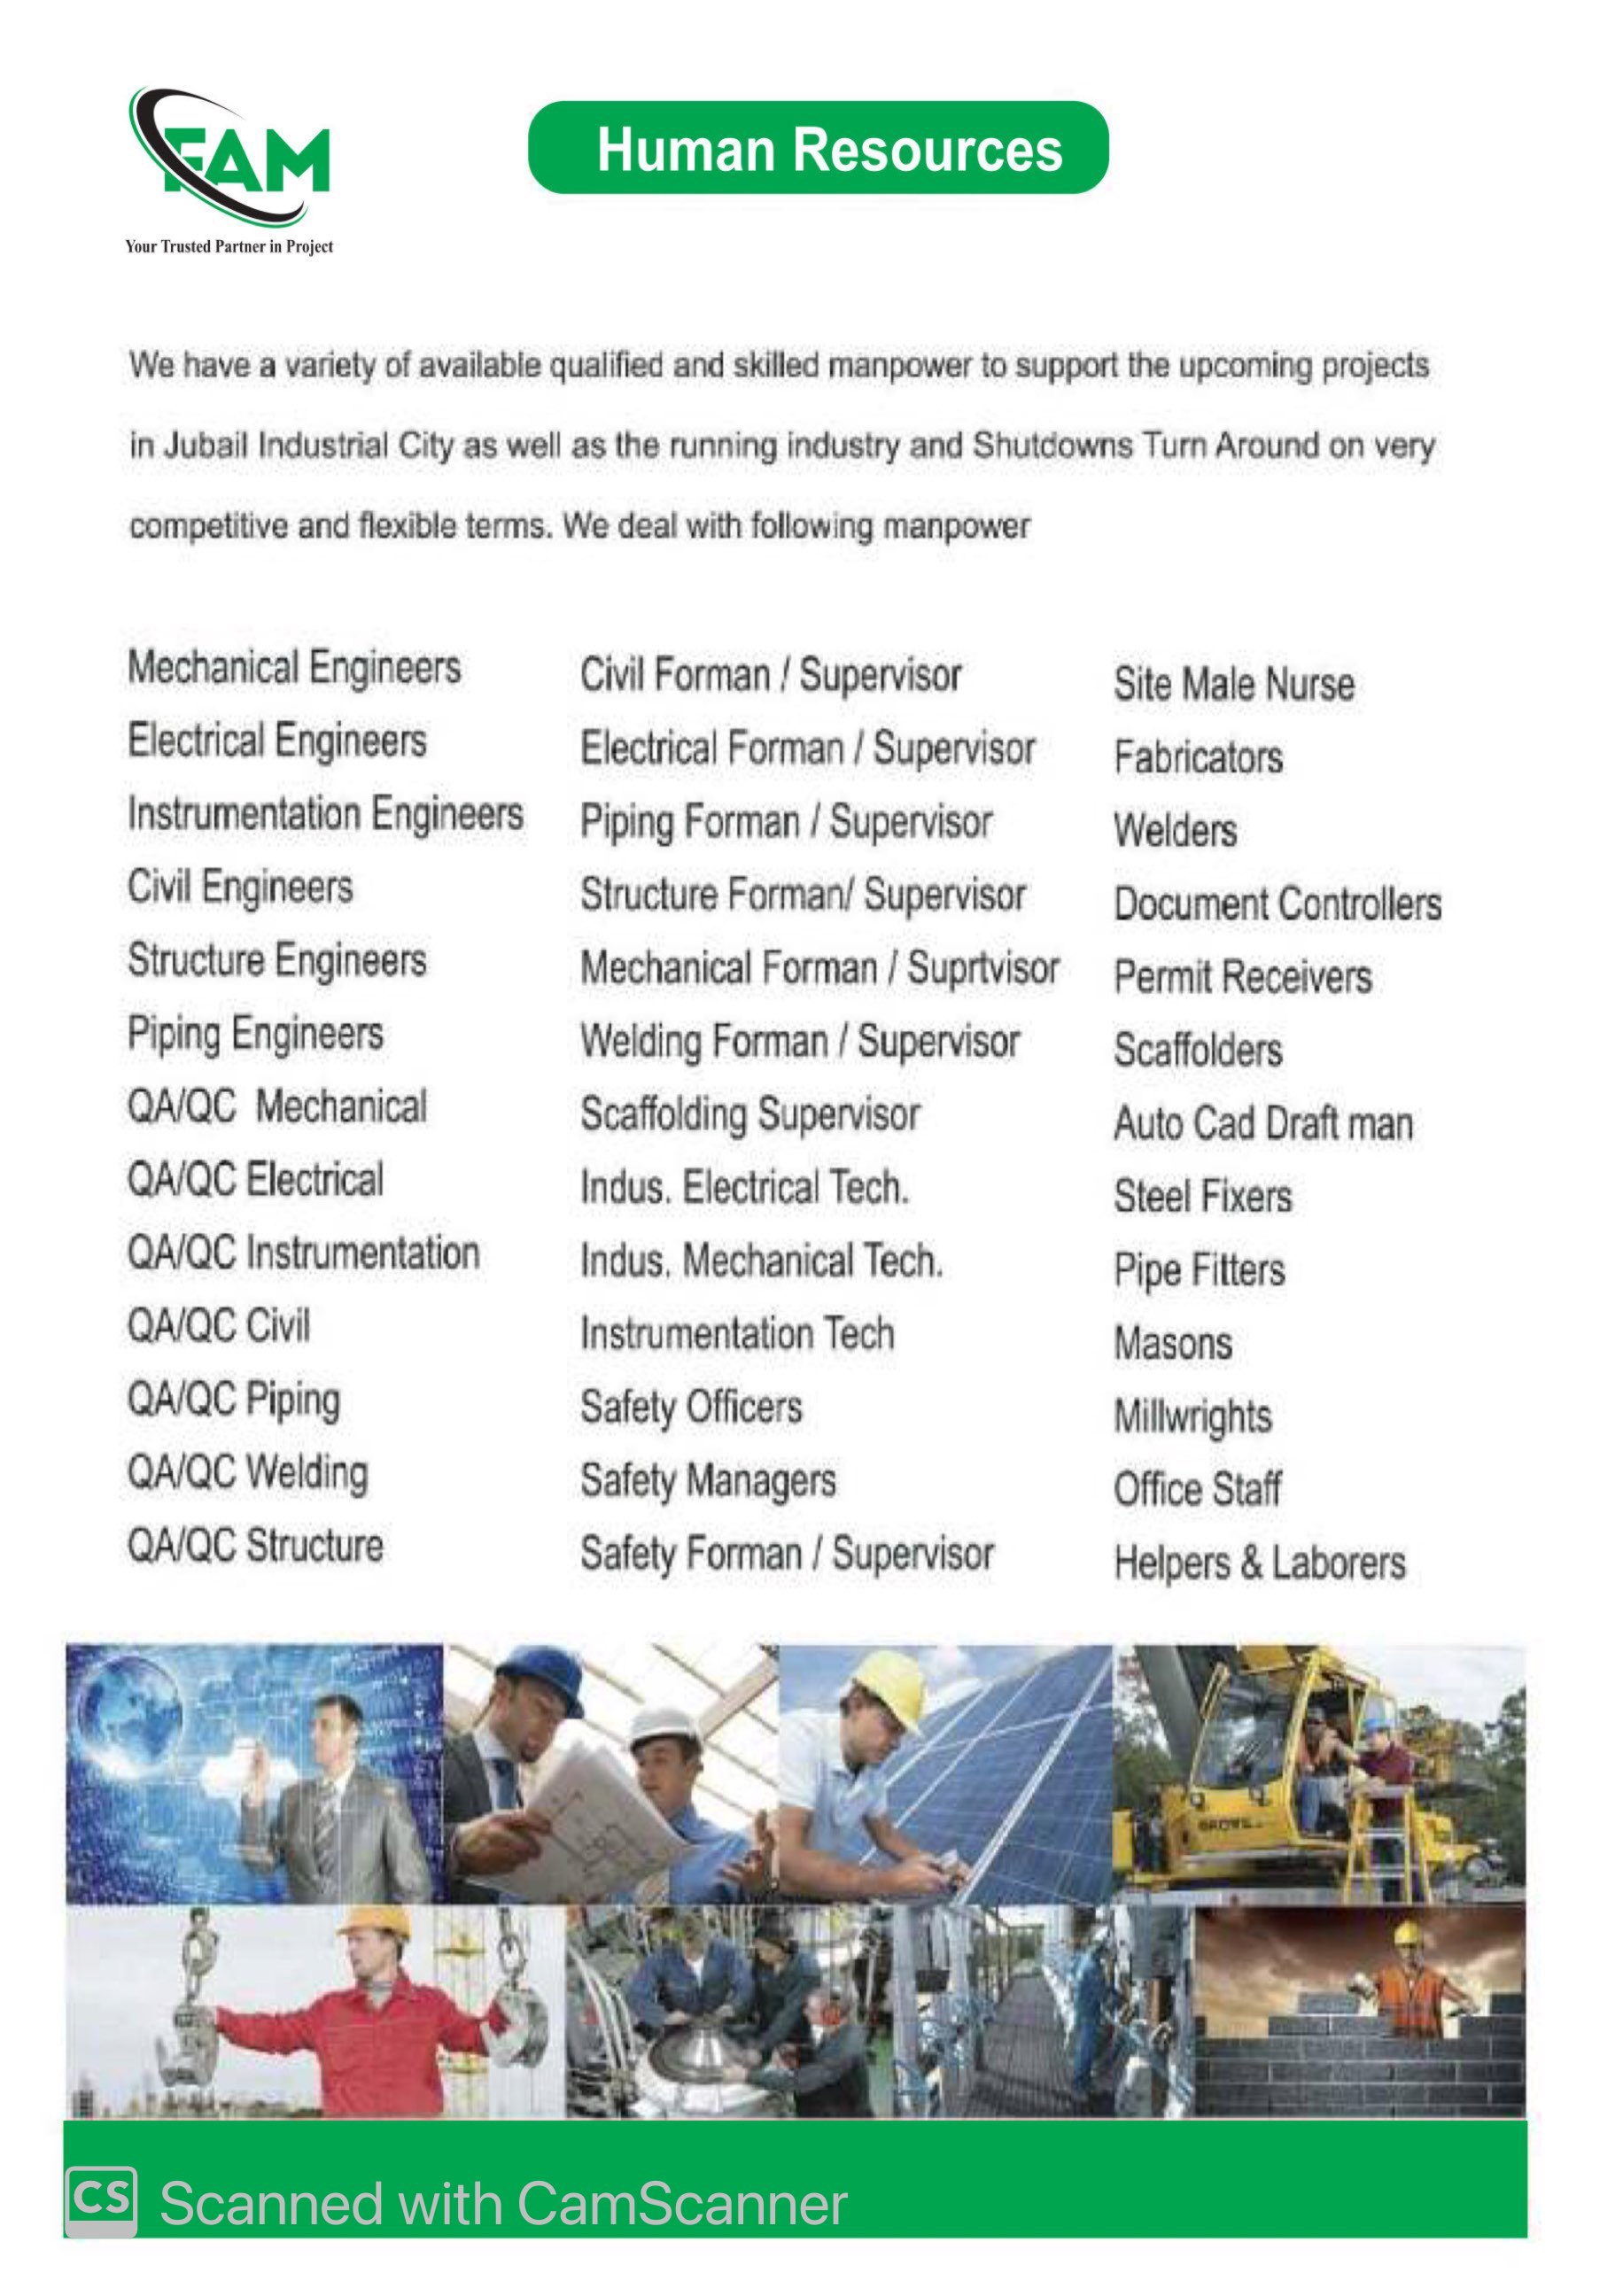 FAM
Your Trusted Partner in Project
Human Resources
We have a variety of available qualified and skilled manpower to support the upcoming projects
in Jubail Industrial City as well as the running industry and Shutdowns Turn Around on very
competitive and flexible terms. We deal with following manpower
Mechanical Engineers
Electrical Engineers
Instrumentation Engineers
Civil Engineers
Structure Engineers
Piping Engineers
QA/QC Mechanical
QA/QC Electrical
QA/QC Instrumentation
QA/QC Civil
QA/QC Piping
QA/QC Welding
QA/QC Structure
Civil Forman / Supervisor
Electrical Forman / Supervisor
Piping Forman / Supervisor
Structure Forman/ Supervisor
Mechanical Forman / Suprtvisor
Welding Forman / Supervisor
Scaffolding Supervisor
Indus. Electrical Tech.
Indus. Mechanical Tech.
Instrumentation Tech
Safety Officers
Safety Managers
Safety Forman / Supervisor
Site Male Nurse
Fabricators
Welders
Document Controllers
Permit Receivers
Scaffolders
Auto Cad Draft man
Steel Fixers
Pipe Fitters
Masons
Millwrights
Office Staff
Helpers & Laborers
CS Scanned with CamScanner